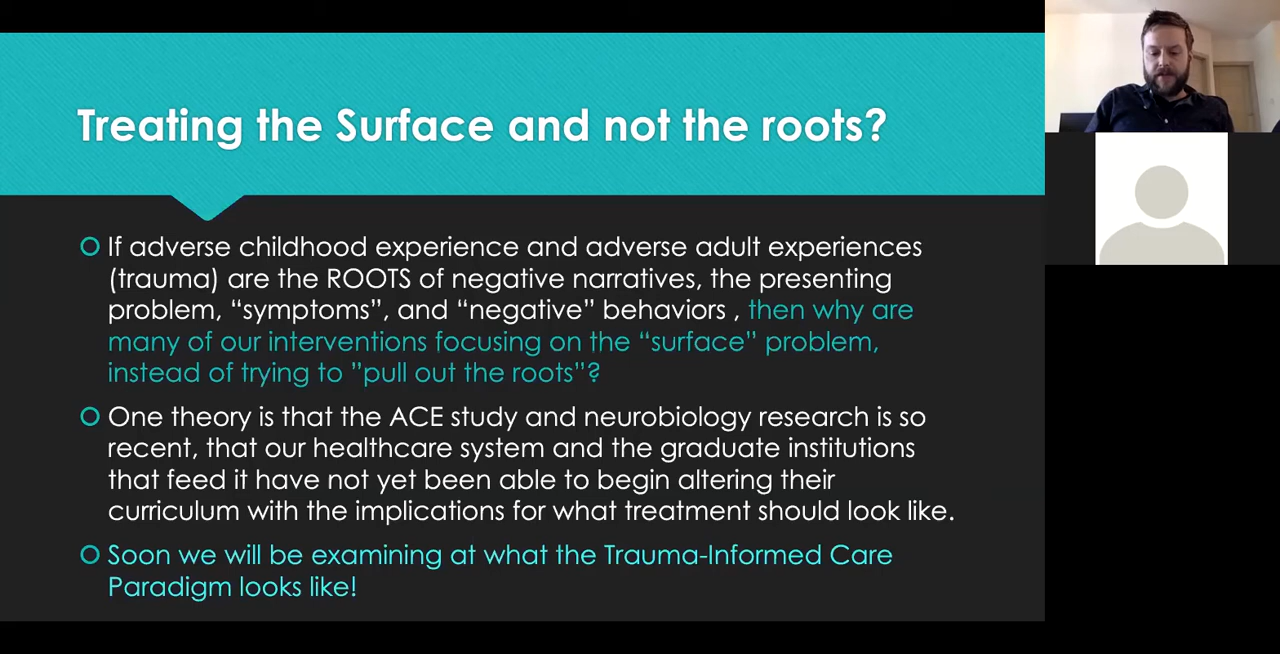 Treating the Surface and not the roots?
If adverse childhood experience and adverse adult experiences
(trauma) are the ROOTS of negative narratives, the presenting
problem, “symptoms”, and “negative” behaviors , then why are
many of our interventions focusing on the “surface” problem,
instead of trying to ”pull out the roots”?
One theory is that the ACE study and neurobiology research is so
recent, that our healthcare system and the graduate institutions
that feed it have not yet been able to begin altering their
curriculum with the implications for what treatment should look like.
Soon we will be examining at what the Trauma-Informed Care
Paradigm looks like!